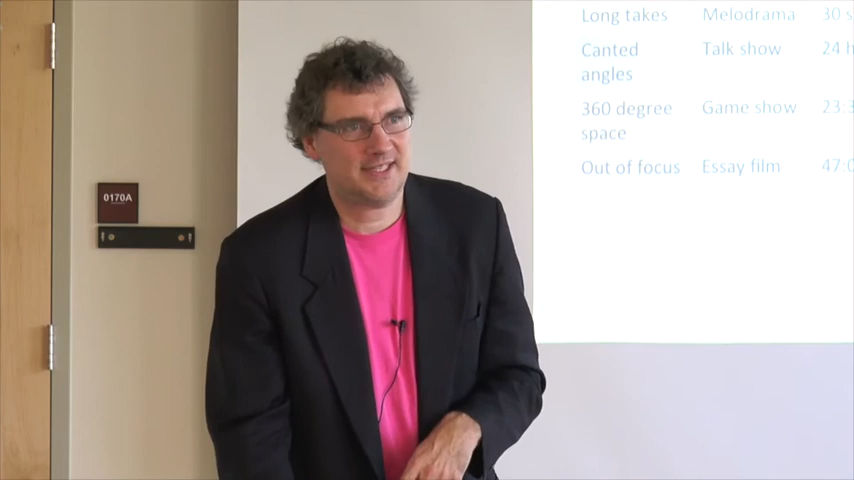 Long takes Melodrama 30 s
Canted angles Talk show 24 h
360 degree space Game show 23:3
Out of focus Essay film 47:0
0170A